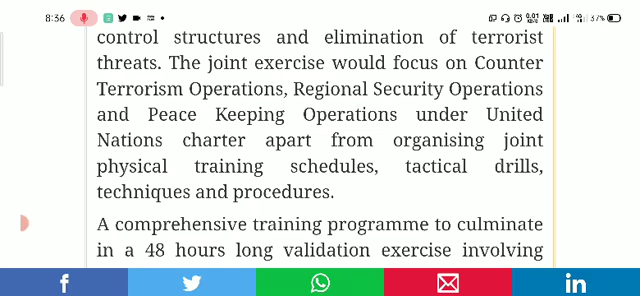 8:36
37%
control structures and elimination of terrorist
threats. The joint exercise would focus on Counter
Terrorism Operations, Regional Security Operations
and Peace Keeping Operations under United
Nations charter apart from organising joint
physical training schedules, tactical drills,
techniques and procedures.
A comprehensive training programme to culminate
in a 48 hours long validation exercise involving
f
in